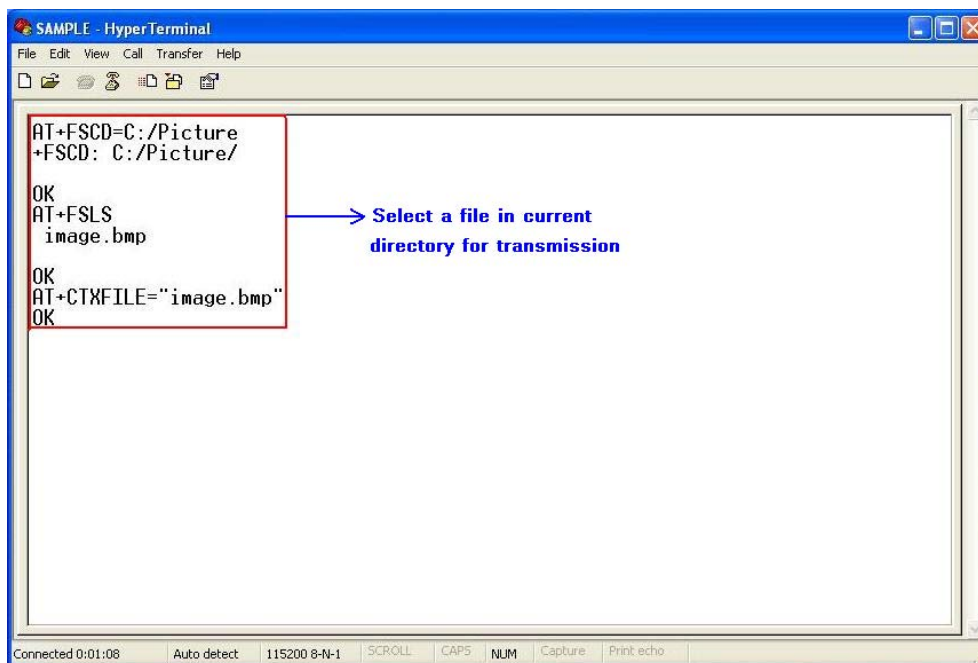 SAMPLE - HyperTerminal
File Edit View Call Transfer Help
AT+FSCD=C:/Picture
+FSCD: C:/Picture/
OK
AT+FSLS
image.bmp
OK
AT+CTXFILE="image.bmp"
OK
Select a file in current
directory for transmission
Connected 0:01:08 Auto detect 115200 8-N-1 SCROLL CAPS NUM Capture Print echo